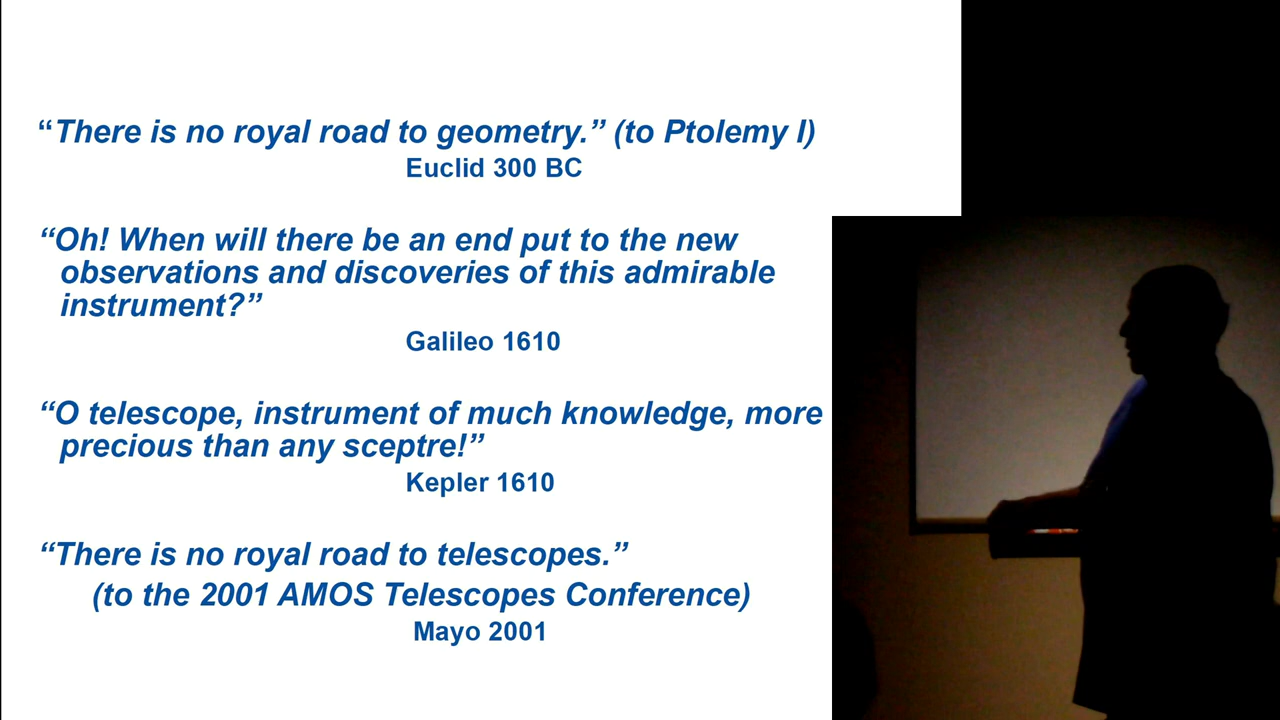 “There is no royal road to geometry.” (to Ptolemy I)
Euclid 300 BC
“Oh! When will there be an end put to the new
observations and discoveries of this admirable
instrument?”
Galileo 1610
“O telescope, instrument of much knowledge, more
precious than any sceptre!”
Kepler 1610
“There is no royal road to telescopes.”
(to the 2001 AMOS Telescopes Conference)
Mayo 2001